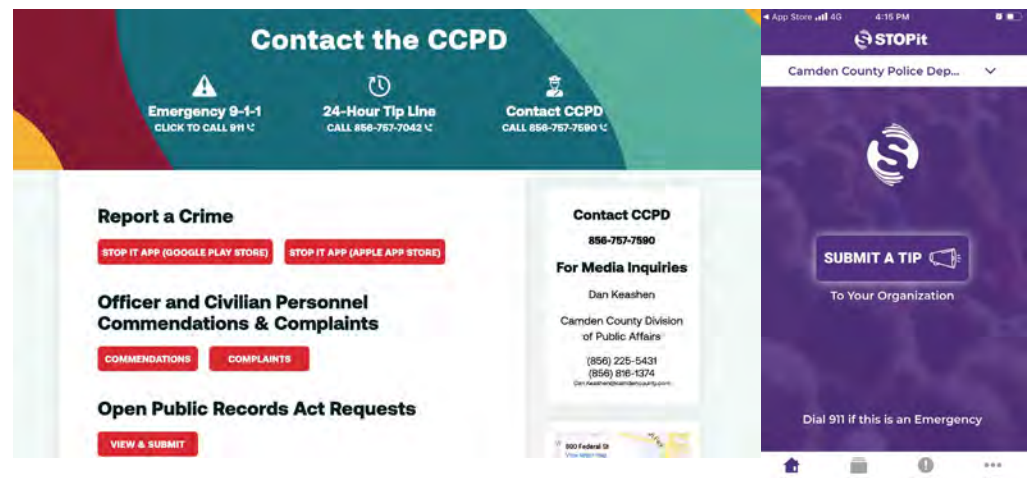 Contact the CCPD
Emergency 9-1-1
CLICK TO CALL 911
24-Hour Tip Line
CALL 856-757-7042
Contact CCPD
CALL 856-757-7590
Report a Crime
STOP IT APP (GOOGLE PLAY STORE)
STOP IT APP (APPLE APP STORE)
Officer and Civilian Personnel
Commendations & Complaints
COMMENDATIONS
COMPLAINTS
Open Public Records Act Requests
VIEW & SUBMIT
Contact CCPD
856-757-7590
For Media Inquiries
Dan Keashen
Camden County Division
of Public Affairs
(856) 225-5431
(856) 816-1374
800 Federal St
App Store 4G 4:15 PM
STOPit
Camden County Police Dep...
SUBMIT A TIP
To Your Organization
Dial 911 if this is an Emergency